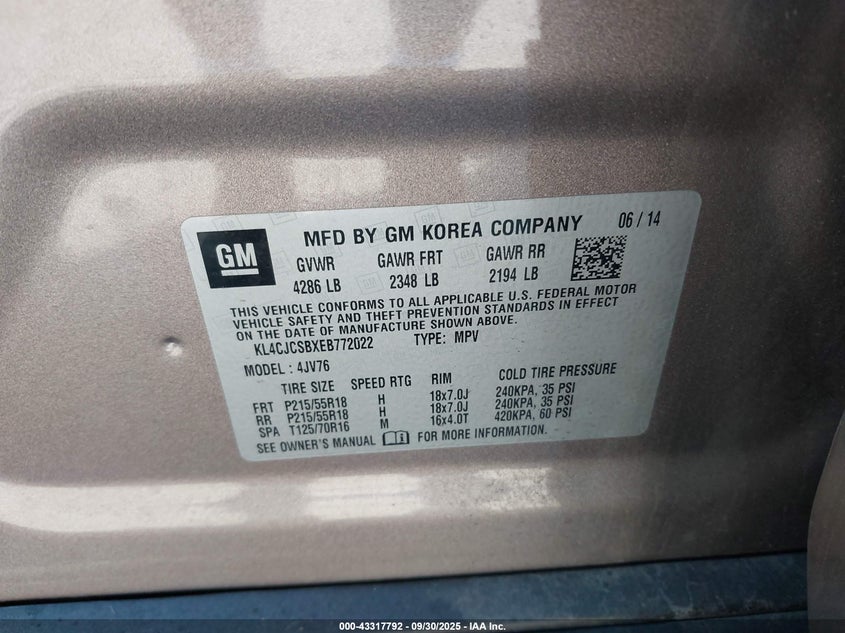 GM
MFD BY GM KOREA COMPANY 06 / 14
GVWR GAWR FRT GAWR RR
4286 LB 2348 LB 2194 LB
THIS VEHICLE CONFORMS TO ALL APPLICABLE U.S. FEDERAL MOTOR
VEHICLE SAFETY AND THEFT PREVENTION STANDARDS IN EFFECT
ON THE DATE OF MANUFACTURE SHOWN ABOVE.
KL4CJCSBXEB772022 TYPE: MPV
MODEL : 4JV76
TIRE SIZE SPEED RTG RIM COLD TIRE PRESSURE
FRT P215/55R18 H 18x7.0J 240KPA, 35 PSI
RR P215/55R18 H 18x7.0J 240KPA, 35 PSI
SPA T125/70R16 M 16x4.0T 420KPA, 60 PSI
SEE OWNER'S MANUAL FOR MORE INFORMATION.
000-43317792 - 09/30/2025 - IAA Inc.